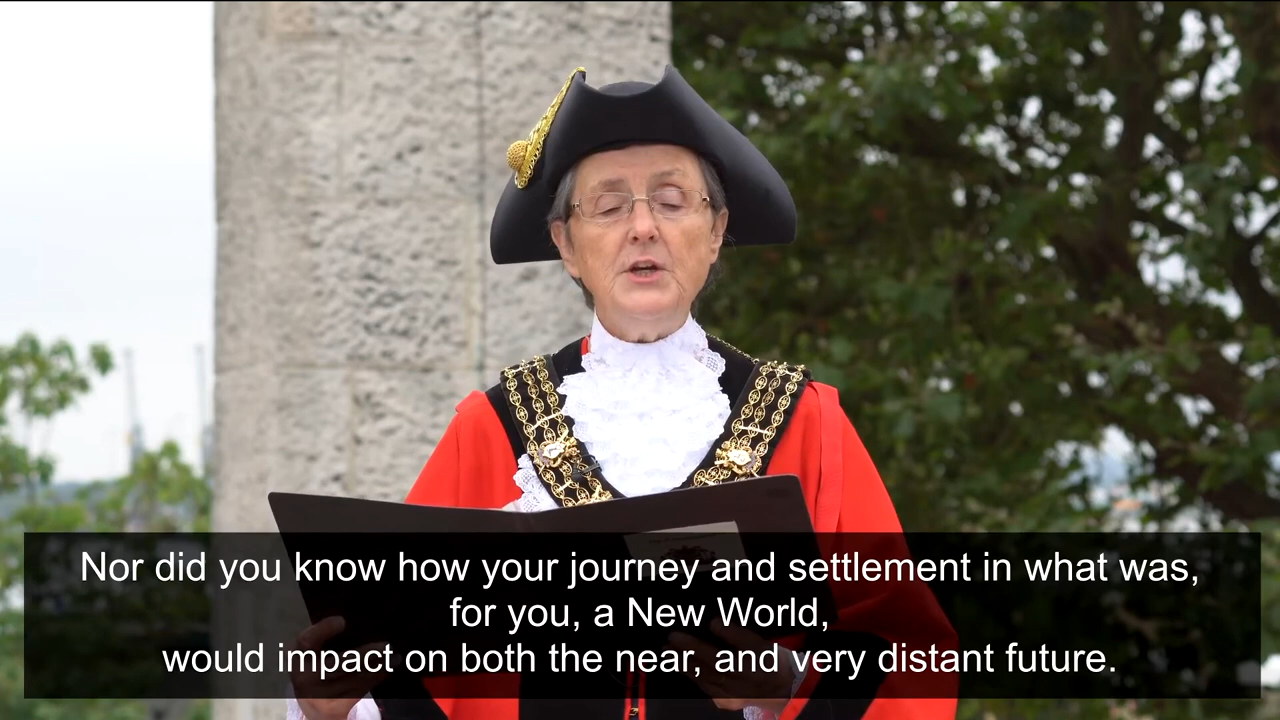 Nor did you know how your journey and settlement in what was,
for you, a New World,
would impact on both the near, and very distant future.